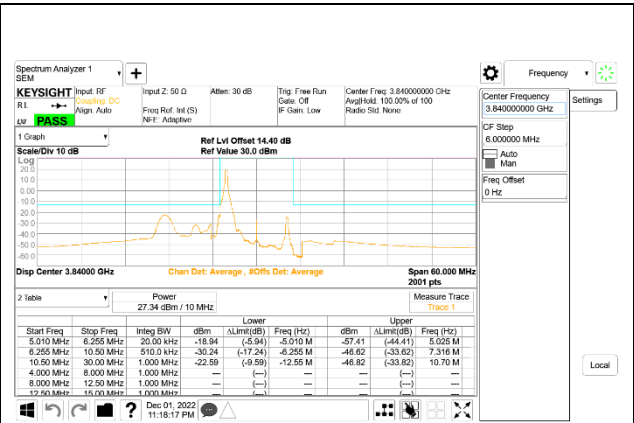 Spectrum Analyzer 1
SEM
Frequency
KEYSIGHT
R L
PASS
Input: RF
Coupling: DC
Align: Auto
Input Z: 50 Ω
Freq Ref: Int (S)
NFE: Adaptive
Atten: 30 dB
Trig: Free Run
Gate: Off
IF Gain: Low
Center Freq: 3.840000000 GHz
Avg|Hold: 100.00% of 100
Radio Std: None
Center Frequency
3.840000000 GHz
Settings
CF Step
6.000000 MHz
Auto
Man
Freq Offset
0 Hz
1 Graph
Scale/Div 10 dB
Ref Lvl Offset 14.40 dB
Ref Value 30.0 dBm
Log
20.0
10.0
0.00
-10.0
-20.0
-30.0
-40.0
-50.0
-60.0
Disp Center 3.84000 GHz
Chan Det: Average , #Offs Det: Average
Span 60.000 MHz
2001 pts
2 Table
Power
27.34 dBm / 10 MHz
Measure Trace
Trace 1
Lower Upper
Start Freq Stop Freq Integ BW dBm ΔLimit(dB) Freq (Hz) dBm ΔLimit(dB) Freq (Hz)
5.010 MHz 6.255 MHz 20.00 kHz -18.94 (-5.94) -5.010 M -57.41 (-44.41) 5.025 M
6.255 MHz 10.50 MHz 510.0 kHz -30.24 (-17.24) -6.255 M -46.62 (-33.62) 7.316 M
10.50 MHz 30.00 MHz 1.000 MHz -22.59 (-9.59) -12.55 M -46.82 (-33.82) 10.70 M
4.000 MHz 8.000 MHz 1.000 MHz --- (---) --- (---)
8.000 MHz 12.50 MHz 1.000 MHz --- (---) --- (---)
12.50 MHz 15.00 MHz 1.000 MHz --- (---) --- (---)
Local
?
Dec 01, 2022
11:18:17 PM